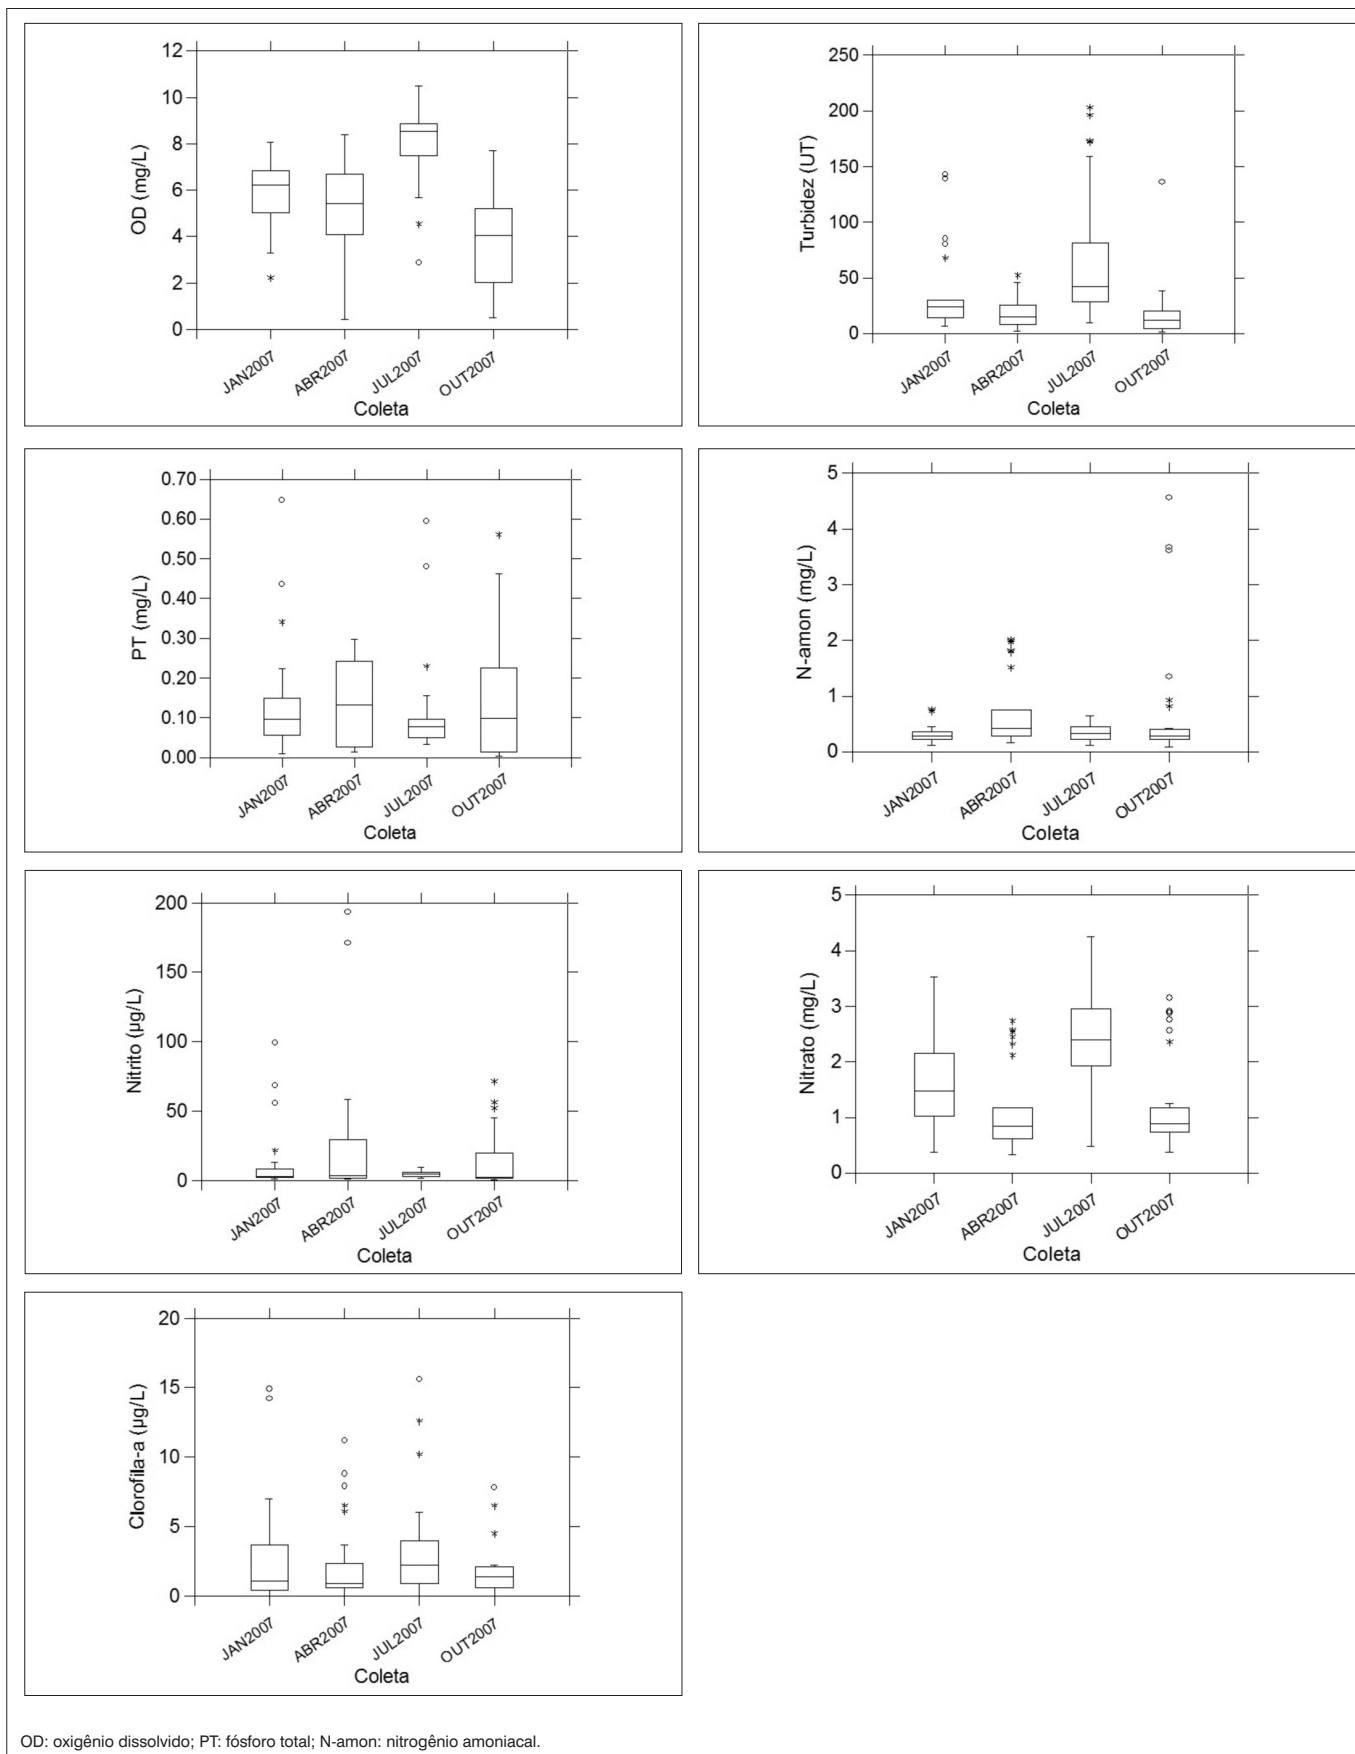 12
10
8
6
4
2
0
OD (mg/L)
JAN2007
ABR2007
JUL2007
OUT2007
Coleta
250
200
150
100
50
0
Turbidez (UT)
JAN2007
ABR2007
JUL2007
OUT2007
Coleta
0.70
0.60
0.50
0.40
0.30
0.20
0.10
0.00
PT (mg/L)
JAN2007
ABR2007
JUL2007
OUT2007
Coleta
5
4
3
2
1
0
N-amon (mg/L)
JAN2007
ABR2007
JUL2007
OUT2007
Coleta
200
150
100
50
0
Nitrito (µg/L)
JAN2007
ABR2007
JUL2007
OUT2007
Coleta
5
4
3
2
1
0
Nitrato (mg/L)
JAN2007
ABR2007
JUL2007
OUT2007
Coleta
20
15
10
5
0
Clorofila-a (µg/L)
JAN2007
ABR2007
JUL2007
OUT2007
Coleta
OD: oxigênio dissolvido; PT: fósforo total; N-amon: nitrogênio amoniacal.